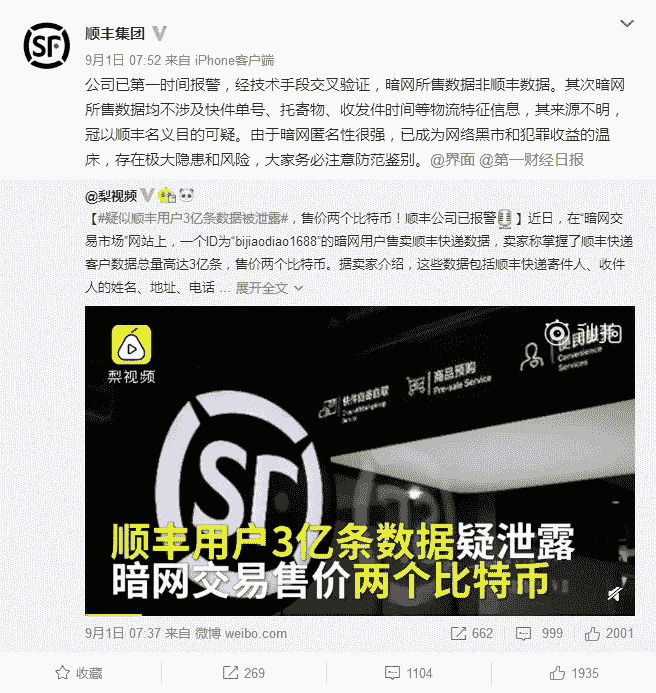 SF
顺丰集团
9月1日 07:52 来自 iPhone客户端
公司已第一时间报警，经技术手段交叉验证，暗网所售数据非顺丰数据。其次暗网
所售数据均不涉及快件单号、托寄物、收发件时间等物流特征信息，其来源不明，
冠以顺丰名义目的可疑。由于暗网匿名性很强，已成为网络黑市和犯罪收益的温
床，存在极大隐患和风险，大家务必注意防范鉴别。@界面 @第一财经日报
@梨视频
【#疑似顺丰用户3亿条数据被泄露#，售价两个比特币！顺丰公司已报警】近日，在“暗网交
易市场”网站上，一个ID为“bijiaodiao1688”的暗网用户售卖顺丰快递数据，卖家称掌握了顺丰快递
客户数据总量高达3亿条，售价两个比特币。据卖家介绍，这些数据包括顺丰快递寄件人、收件
人的姓名、地址、电话 ... 展开全文
梨视频
秒拍
快件自寄自取
商品预购
Pre-sale Service
便民服务
Convenience
Services
SF
顺丰用户3亿条数据疑泄露
暗网交易售价两个比特币
9月1日 07:37 来自 微博 weibo.com
662 999 2001
收藏 269 1104 1935